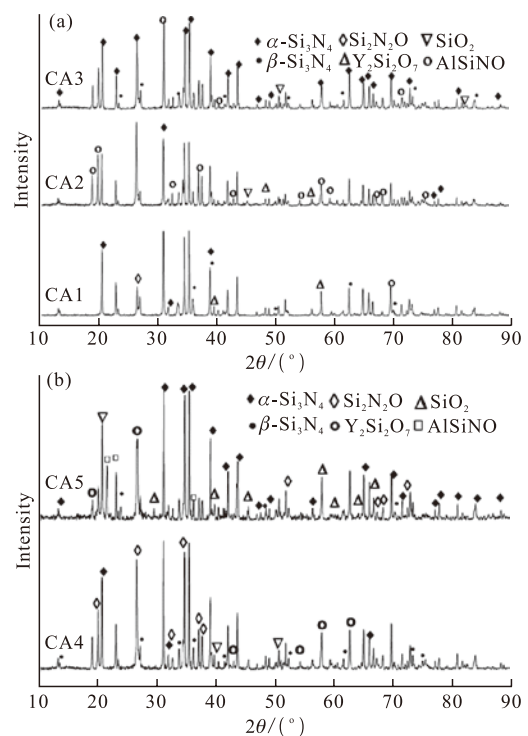 (a)
α-Si₃N₄ Si₂N₂O SiO₂
β-Si₃N₄ Y₂Si₂O₇ AlSiNO
CA3
CA2
CA1
Intensity
10 20 30 40 50 60 70 80 90
2θ/(°)
(b)
α-Si₃N₄ Si₂N₂O SiO₂
β-Si₃N₄ Y₂Si₂O₇ AlSiNO
CA5
CA4
Intensity
10 20 30 40 50 60 70 80 90
2θ/(°)